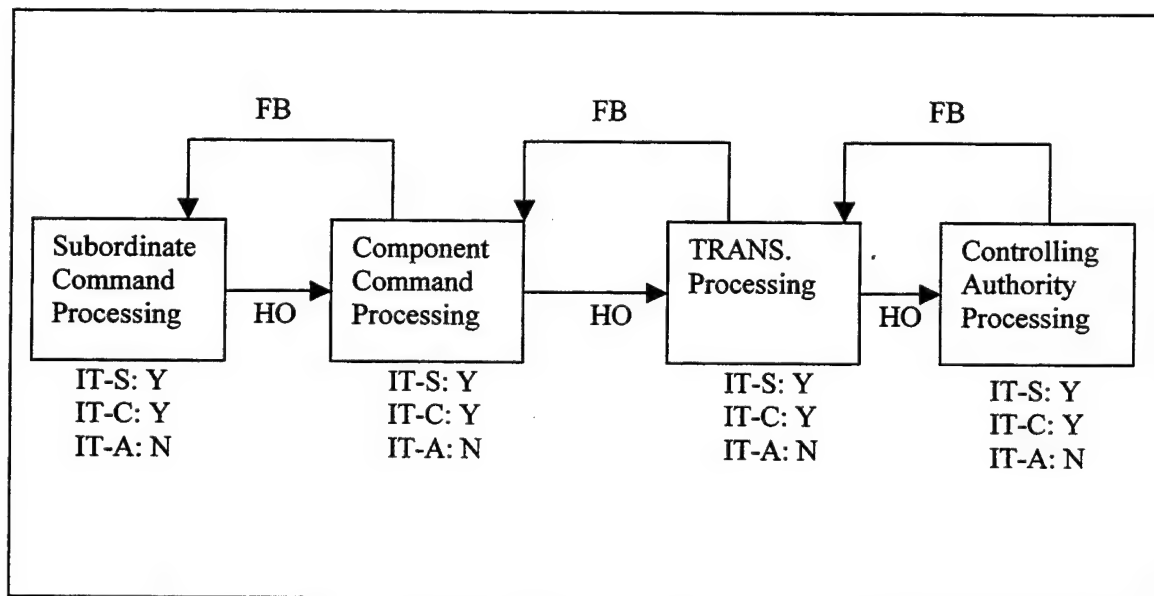 FB
FB
FB
Subordinate
Command
Processing
HO
Component
Command
Processing
HO
TRANS.
Processing
HO
Controlling
Authority
Processing
IT-S: Y
IT-C: Y
IT-A: N
IT-S: Y
IT-C: Y
IT-A: N
IT-S: Y
IT-C: Y
IT-A: N
IT-S: Y
IT-C: Y
IT-A: N